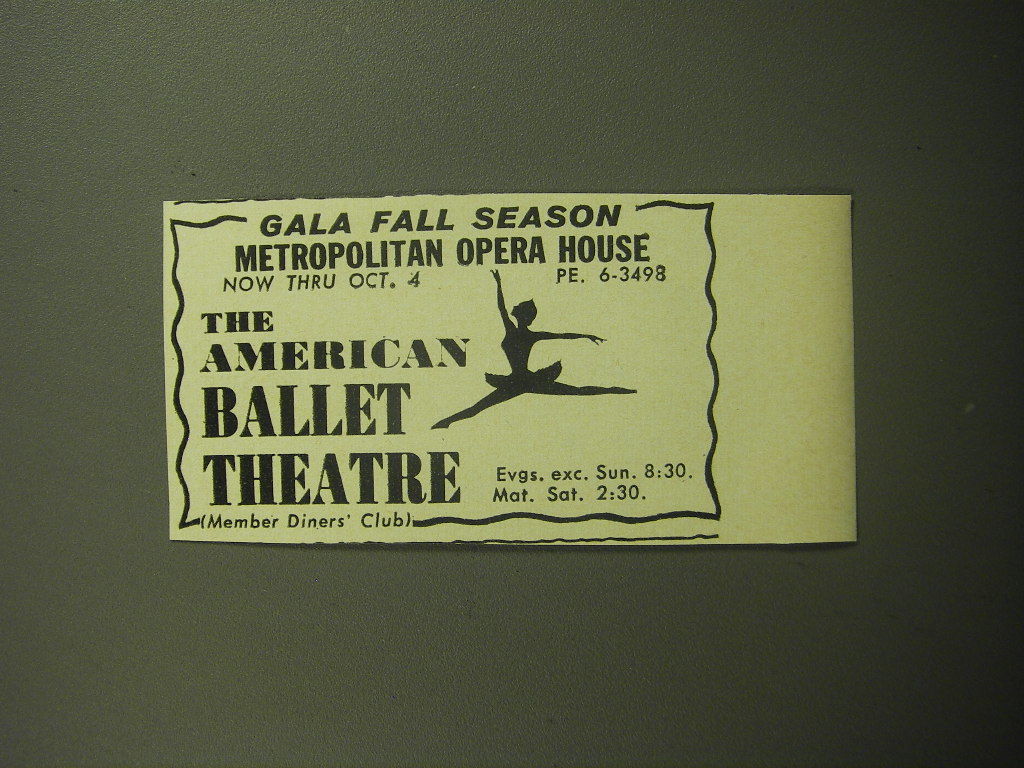 GALA FALL SEASON
METROPOLITAN OPERA HOUSE
NOW THRU OCT. 4 PE. 6-3498
THE
AMERICAN
BALLET
THEATRE
Evgs. exc. Sun. 8:30.
Mat. Sat. 2:30.
(Member Diners' Club)